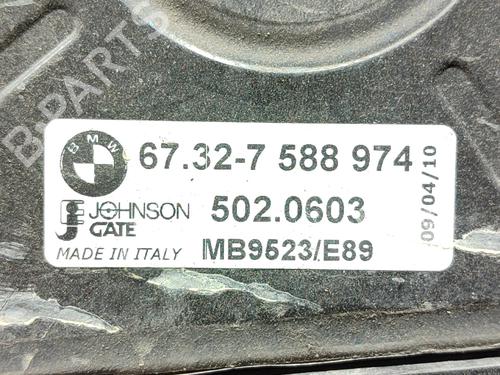 B-PARTS
BMW
67.32-7 588 974
JOHNSON
GATE
502.0603
MADE IN ITALY
MB9523/E89
09/04/10